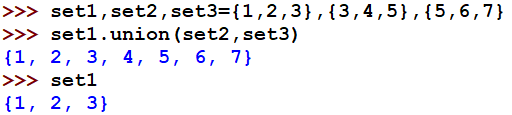 >>> set1,set2,set3={1,2,3},{3,4,5},{5,6,7}
>>> set1.union(set2,set3)
{1, 2, 3, 4, 5, 6, 7}
>>> set1
{1, 2, 3}